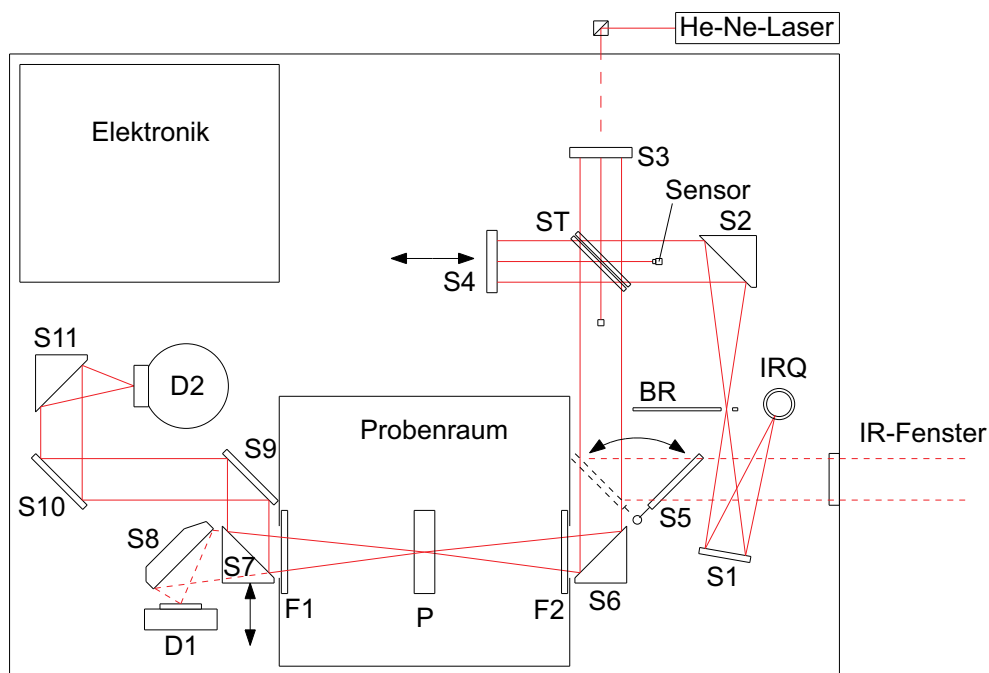 He-Ne-Laser
Elektronik
S3
Sensor
ST
S2
S4
S11
D2
IRQ
BR
Probenraum
IR-Fenster
S9
S10
S5
S8
S7
S1
F1
P
F2
S6
D1